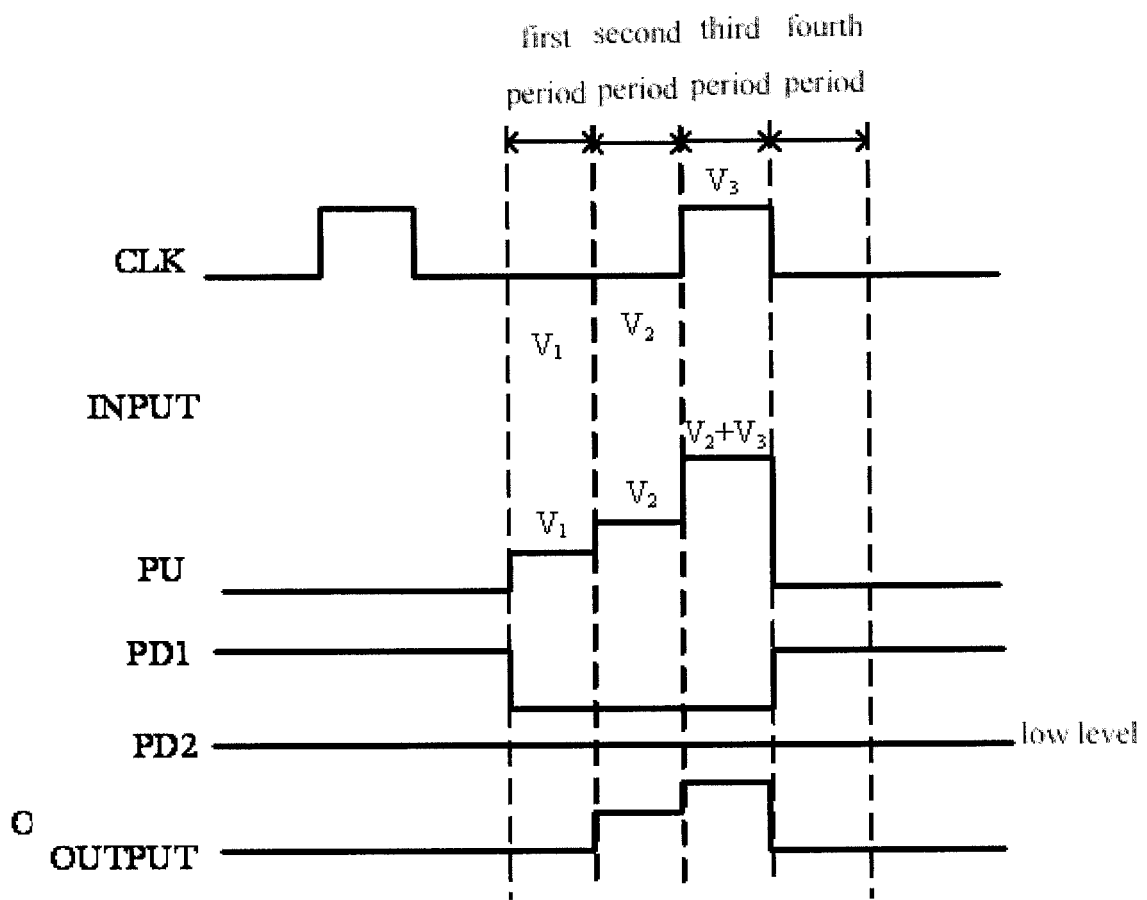 first second third fourth
period period period period
V₃
CLK
V₁ V₂
INPUT
V₂+V₃
V₂
V₁
PU
PD1
PD2 low level
O
OUTPUT